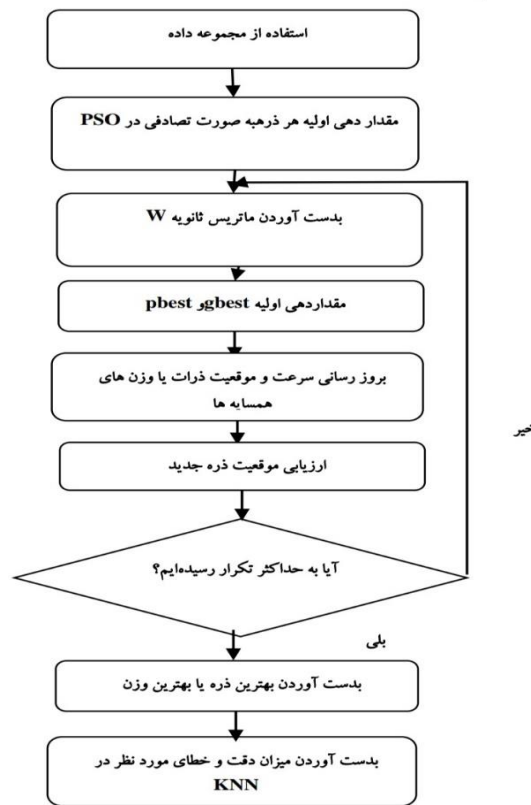 استفاده از مجموعه داده
مقدار دهی اولیه هر ذرهبه صورت تصادفی در PSO
بدست آوردن ماتریس ثانویه W
مقداردهی اولیه gbestو pbest
بروز رسانی سرعت و موقعیت ذرات یا وزن های
همسایه ها
خیر
ارزیابی موقعیت ذره جدید
آیا به حداکثر تکرار رسیده‌ایم؟
بلی
بدست آوردن بهترین ذره یا بهترین وزن
بدست آوردن میزان دقت و خطای مورد نظر در
KNN